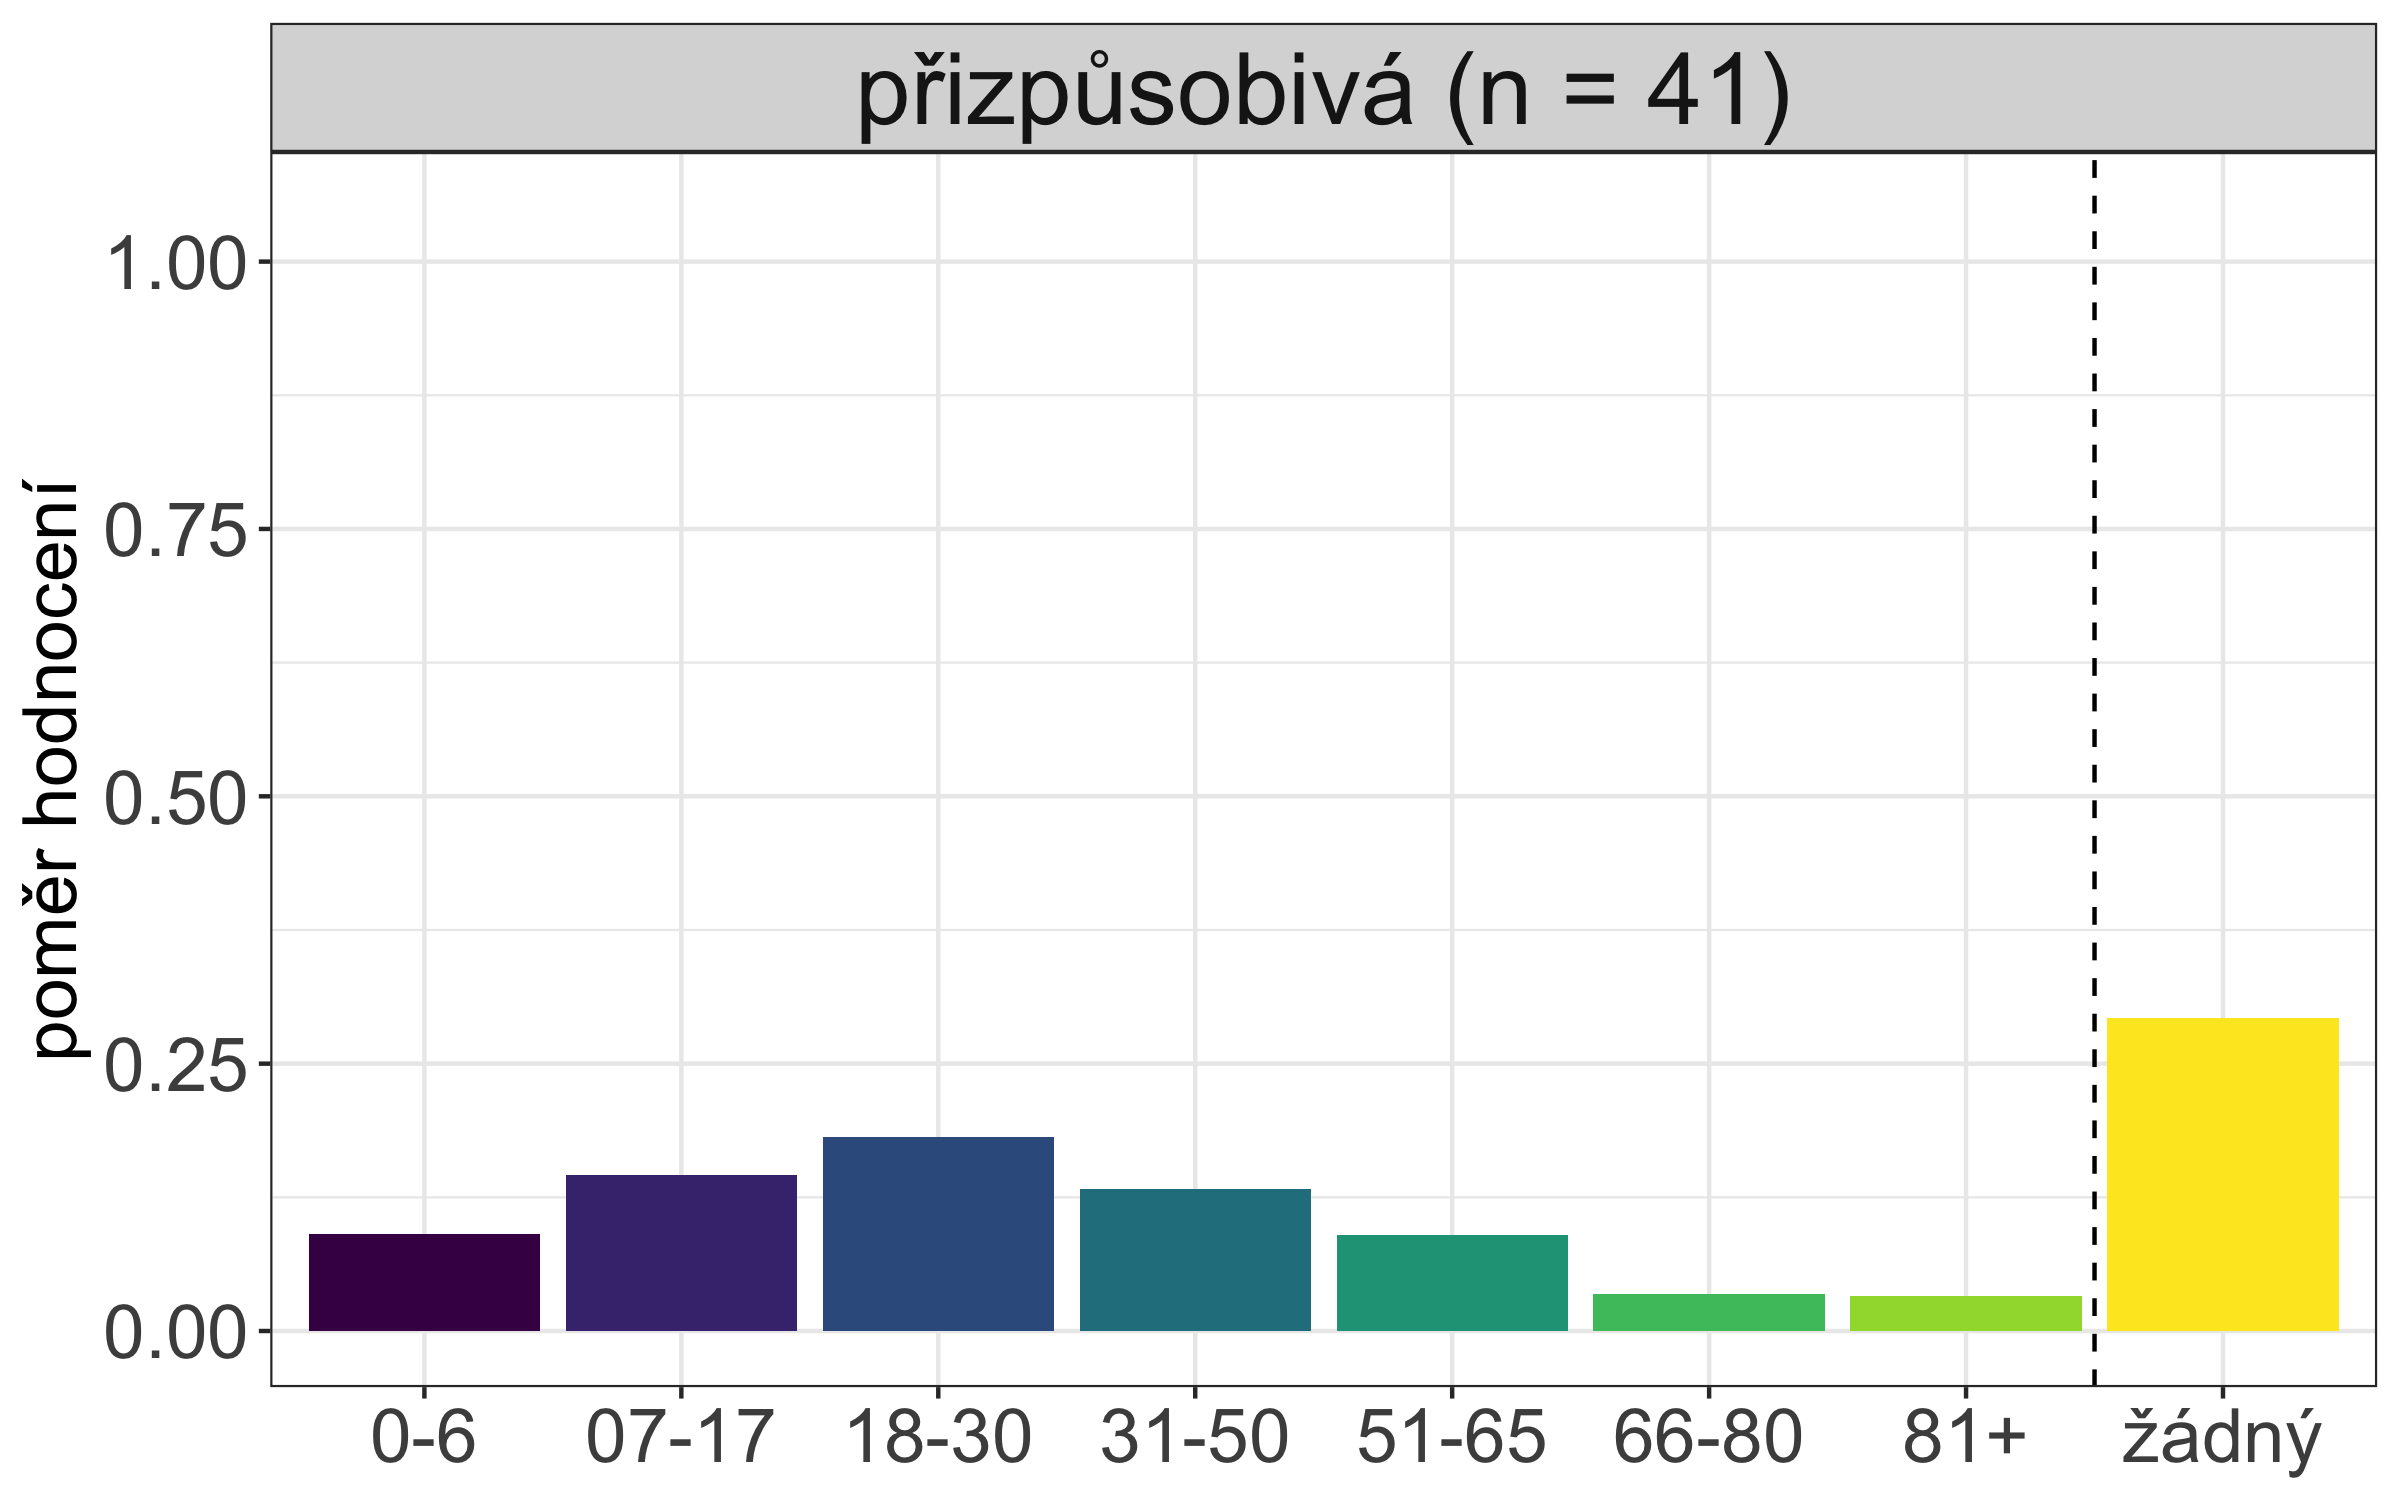 přizpůsobivá (n = 41)
poměr hodnocení
1.00
0.75
0.50
0.25
0.00
0-6 07-17 18-30 31-50 51-65 66-80 81+ žádný